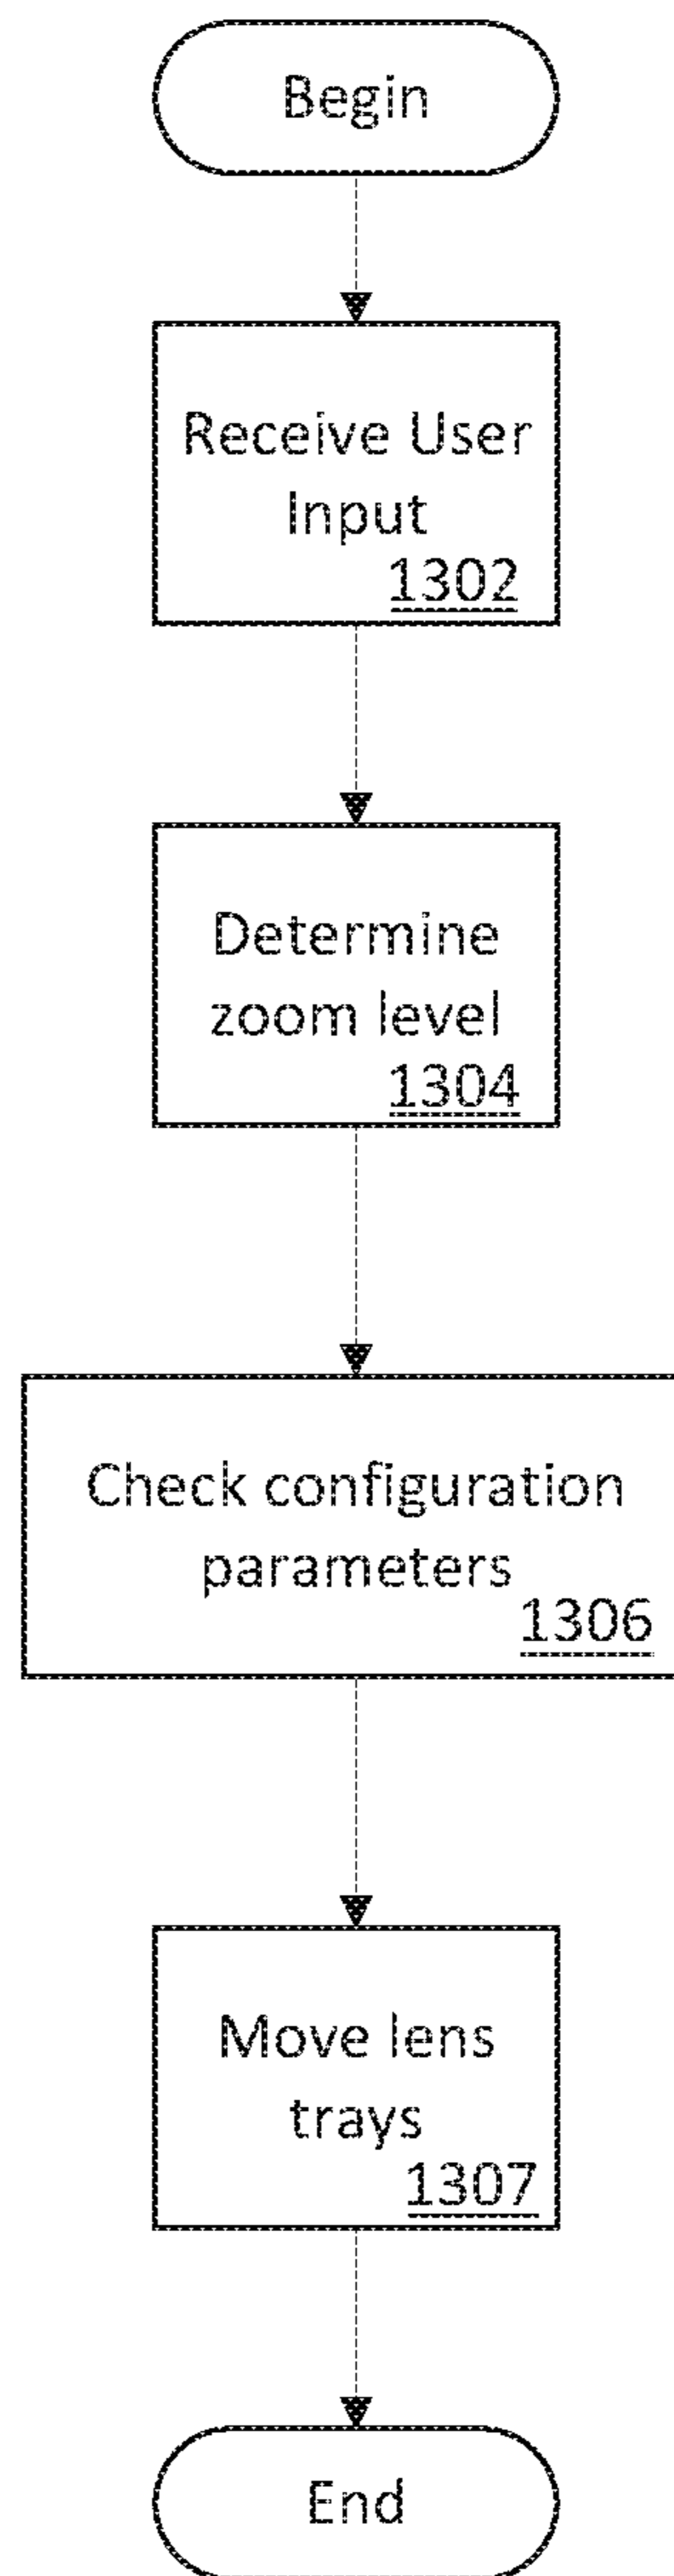 Begin
Receive User
Input
1302
Determine
zoom level
1304
Check configuration
parameters
1306
Move lens
trays
1307
End